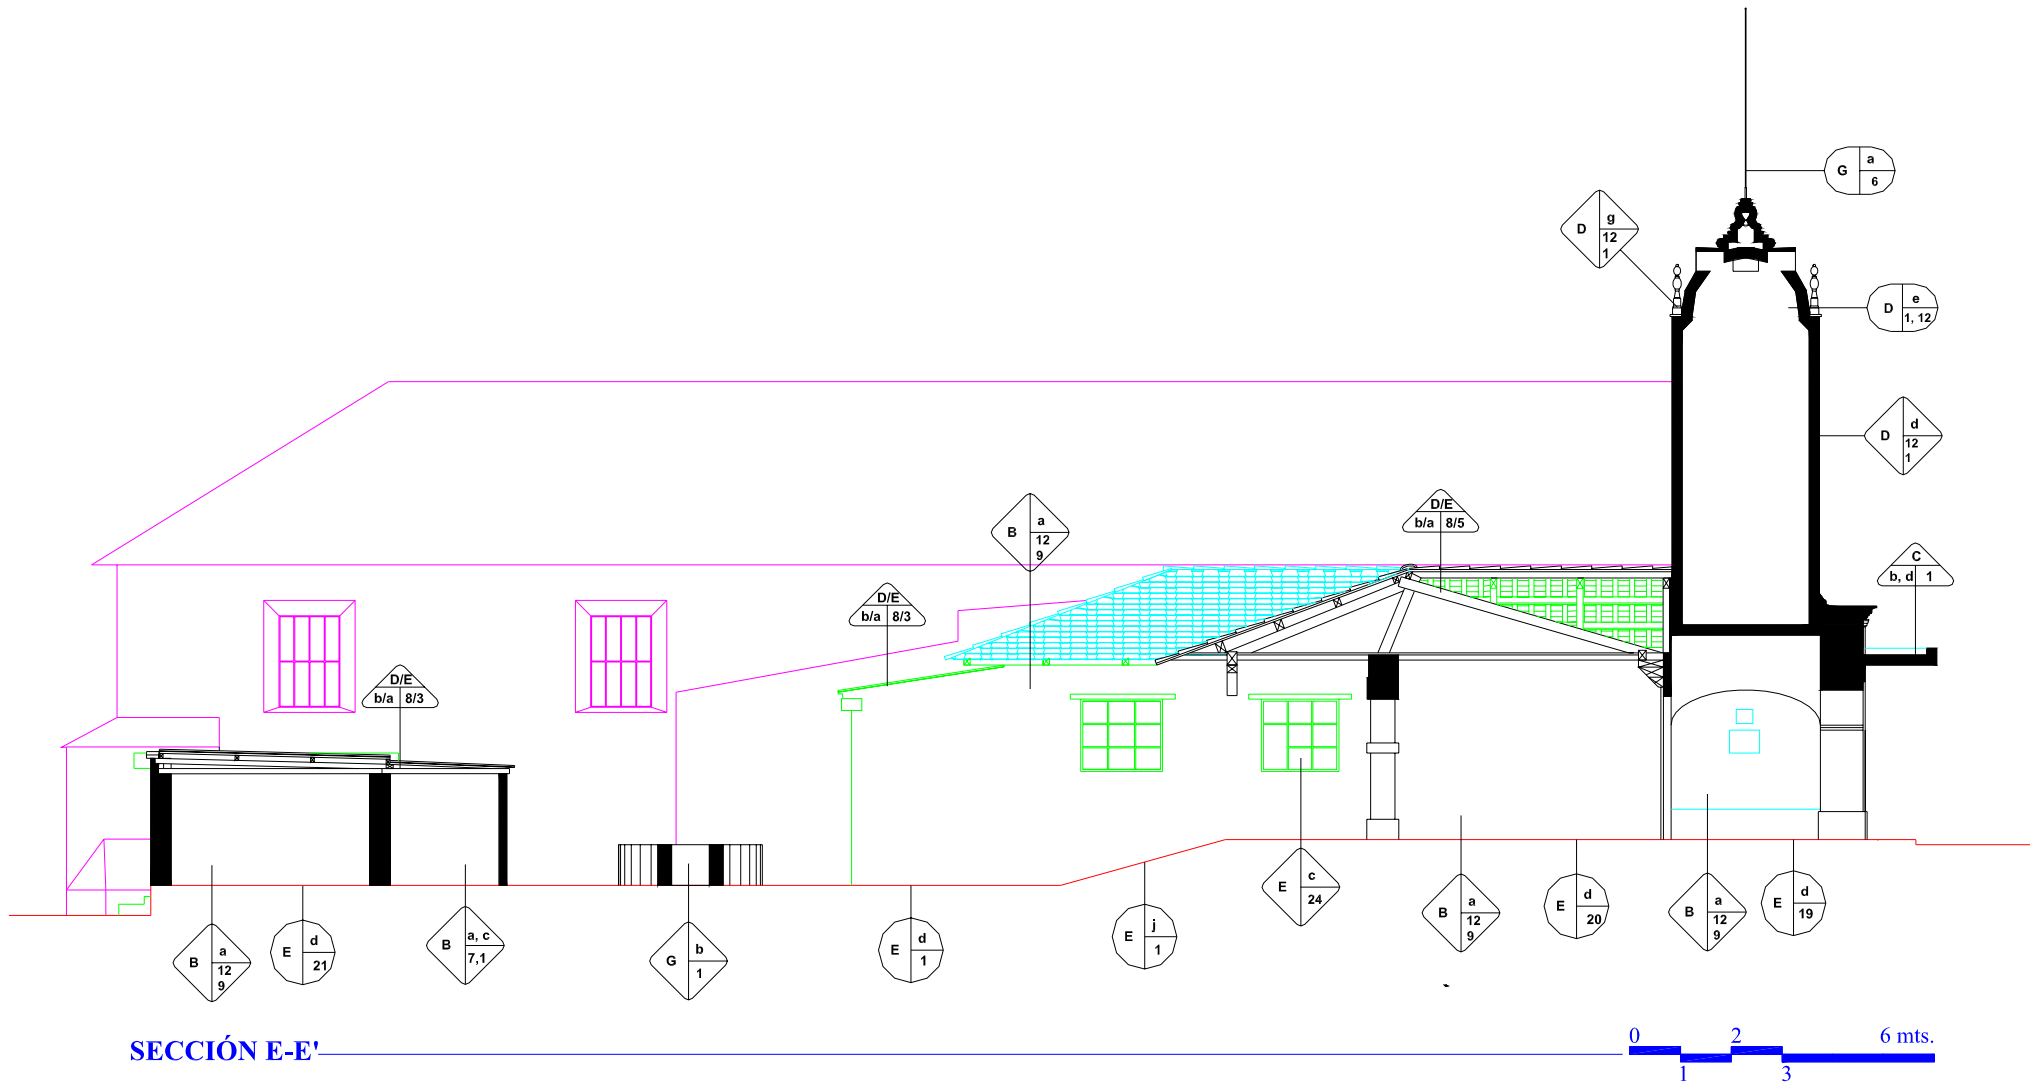 G a
6
D g
12
1
D e
1, 12
D d
12
1
D/E
b/a 8/5
B a
12
9
C
b, d 1
D/E
b/a 8/3
D/E
b/a 8/3
E c
24
E d
19
E d
20
B a
12
9
B a
12
9
E j
1
B a, c
7,1
E d
1
E d
21
B a
12
9
G b
1
0 2 6 mts.
SECCIÓN E-E'
1 3